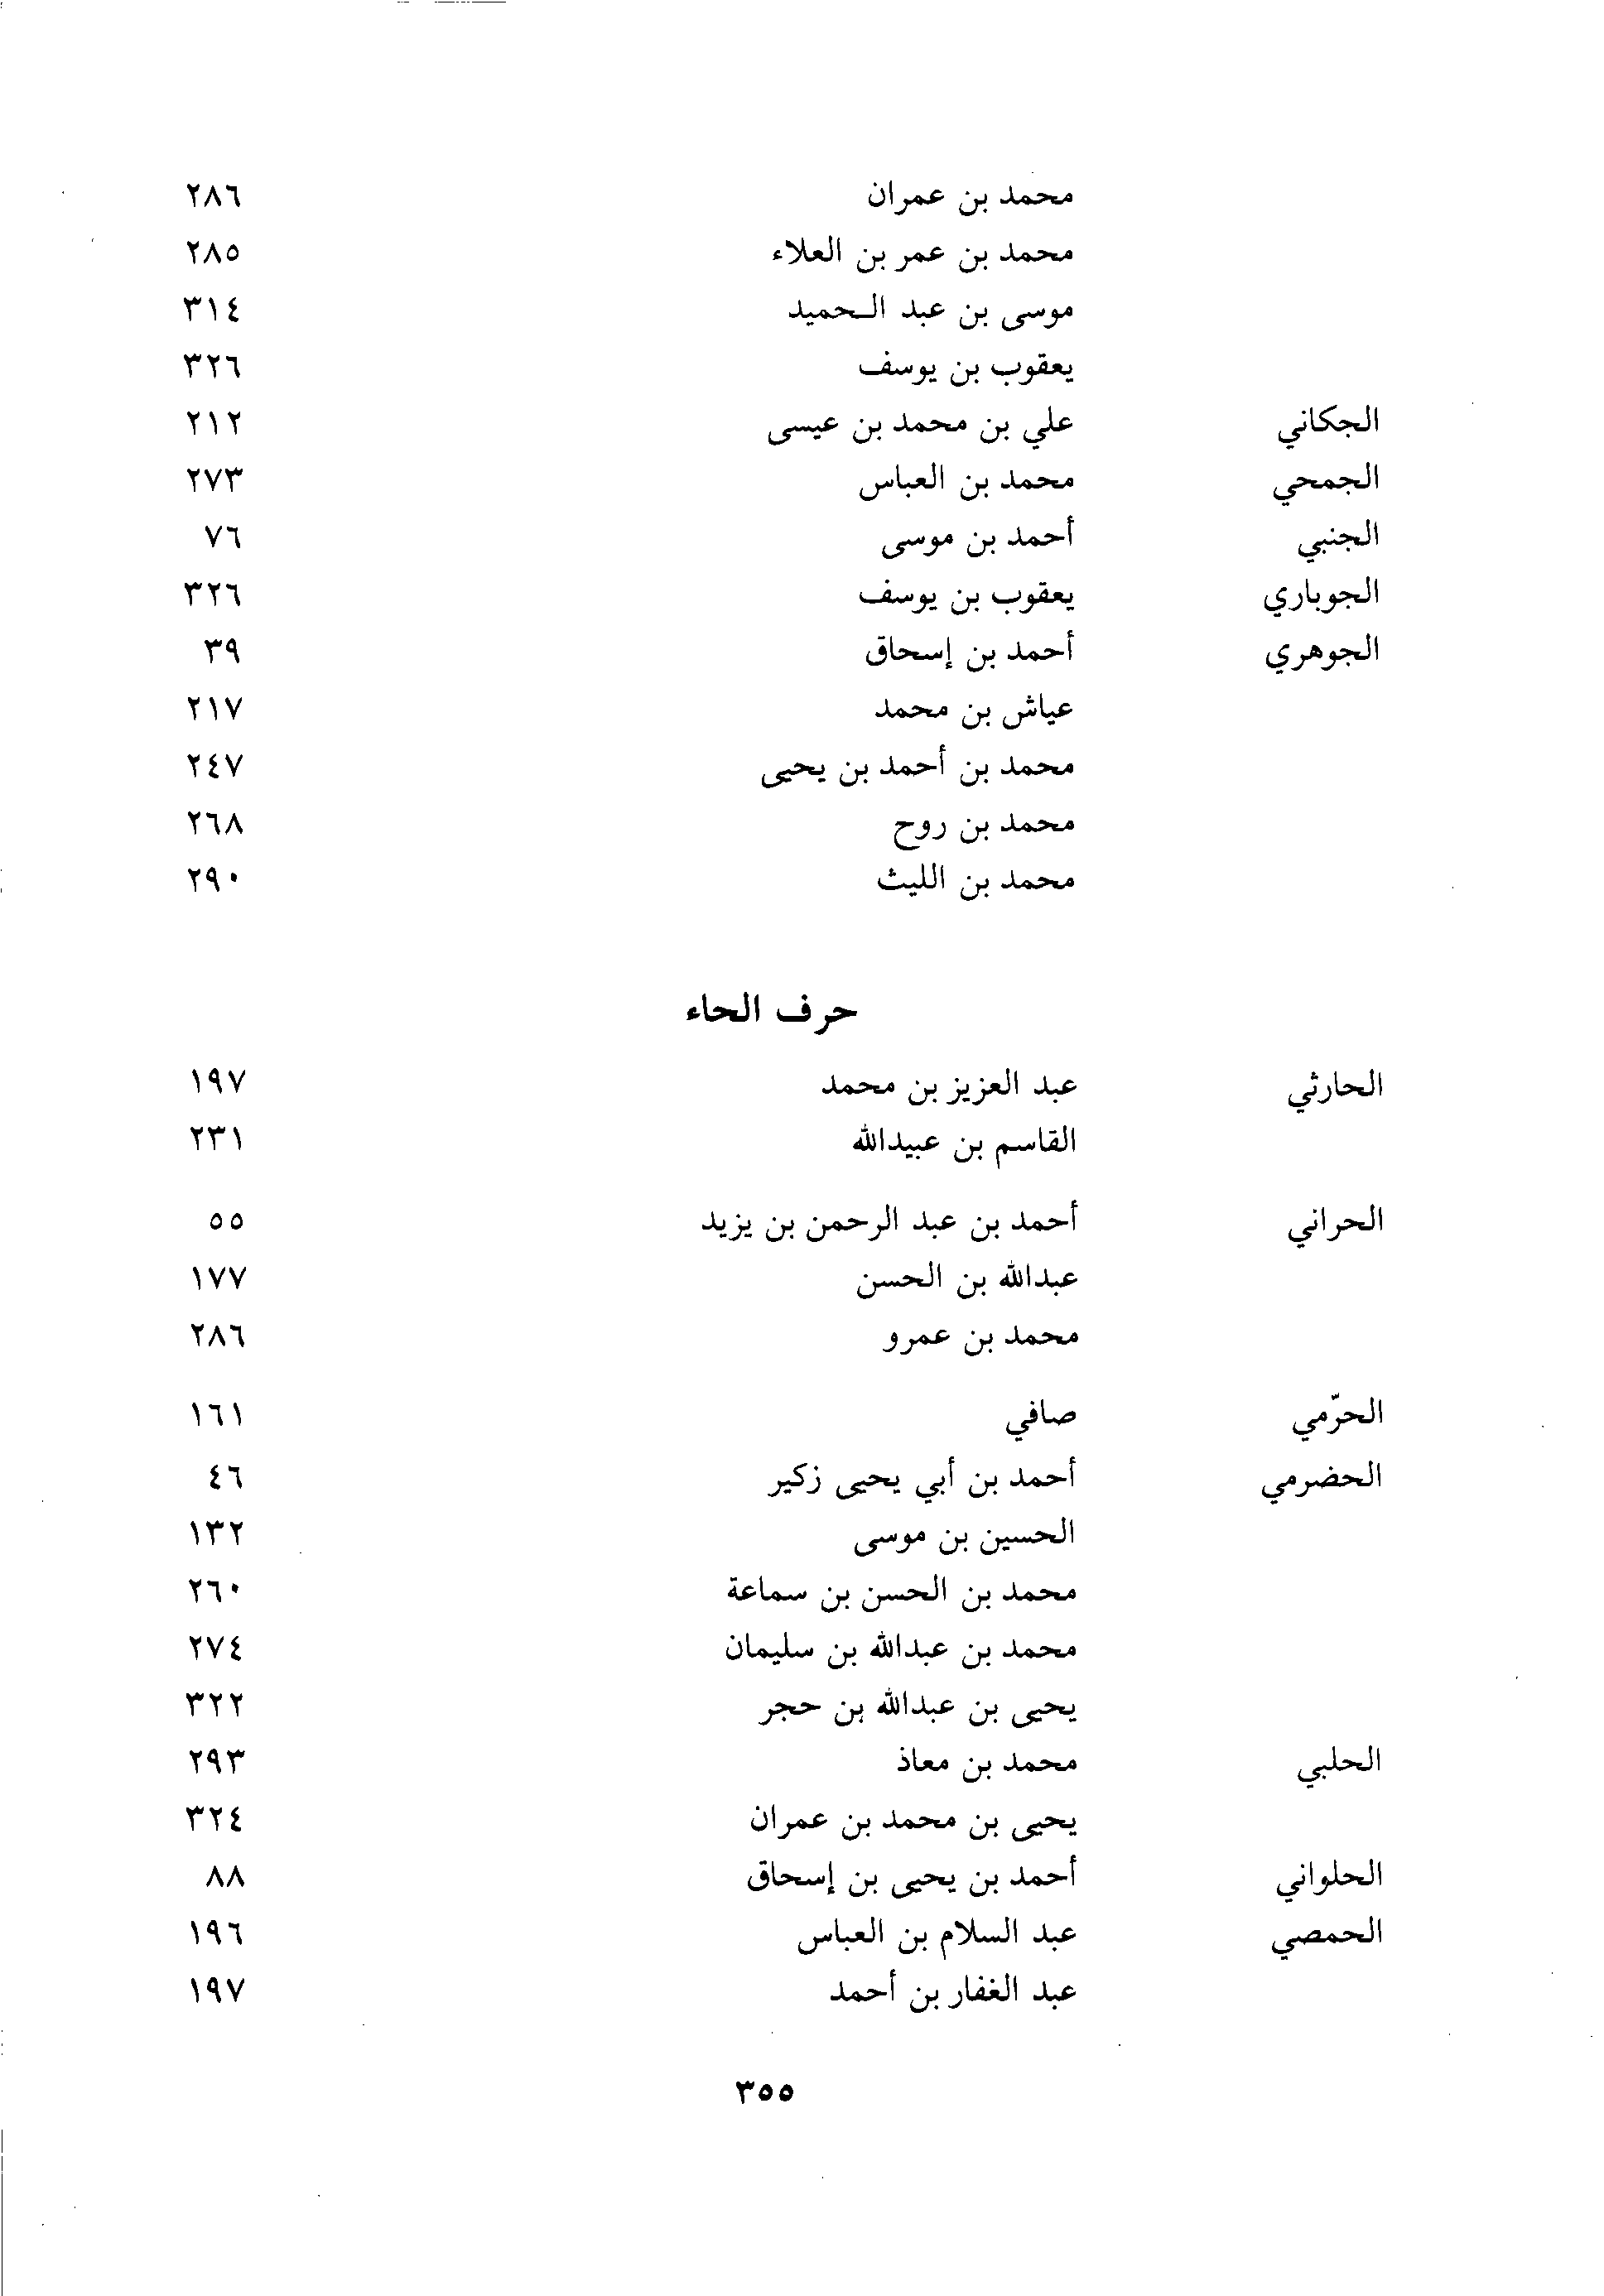 محمد بن عمران ٢٨٦
محمد بن عمر بن العلاء ٢٨٥
موسى بن عبد الـحميد ٣١٤
يعقوب بن يوسف ٣٢٦
الجكاني علي بن محمد بن عيسى ٢١٢
الجمحي محمد بن العباس ٢٧٣
الجنبي أحمد بن موسى ٧٦
الجوباري يعقوب بن يوسف ٣٢٦
الجوهري أحمد بن إسحاق ٣٩
عياش بن محمد ٢١٧
محمد بن أحمد بن يحيى ٢٤٧
محمد بن روح ٢٦٨
محمد بن الليث ٢٩٠
حرف الحاء
الحارثي عبد العزيز بن محمد ١٩٧
القاسم بن عبيدالله ٢٣١
الحراني أحمد بن عبد الرحمن بن يزيد ٥٥
عبدالله بن الحسن ١٧٧
محمد بن عمرو ٢٨٦
الحرّمي صافي ١٦١
الحضرمي أحمد بن أبي يحيى زكير ٤٦
الحسين بن موسى ١٣٢
محمد بن الحسن بن سماعة ٢٦٠
محمد بن عبدالله بن سليمان ٢٧٤
يحيى بن عبدالله بن حجر ٣٢٢
الحلبي محمد بن معاذ ٢٩٣
يحيى بن محمد بن عمران ٣٢٤
الحلواني أحمد بن يحيى بن إسحاق ٨٨
الحمصي عبد السلام بن العباس ١٩٦
عبد الغفار بن أحمد ١٩٧
٣٥٥